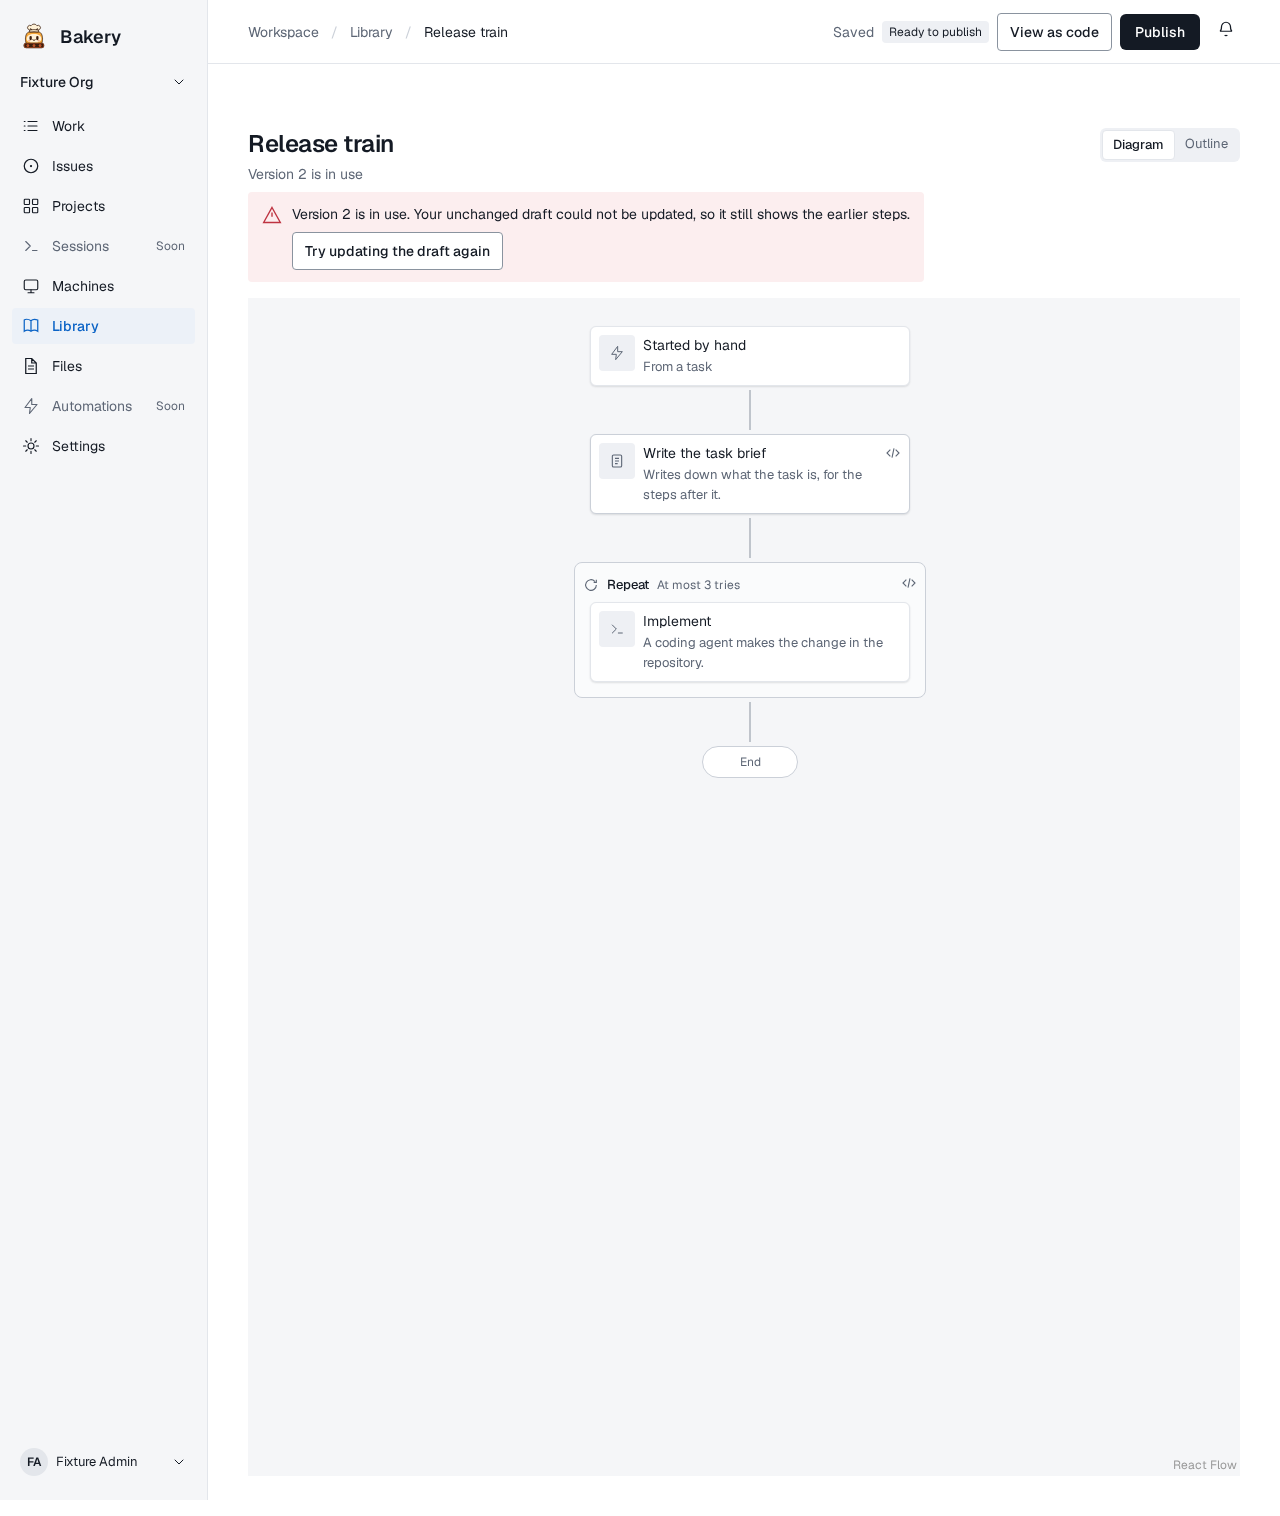 Bakery
Fixture Org
Work
Issues
Projects
Sessions Soon
Machines
Library
Files
Automations Soon
Settings
FA Fixture Admin
Workspace / Library / Release train
Saved Ready to publish View as code Publish
Release train
Version 2 is in use
Diagram Outline
Version 2 is in use. Your unchanged draft could not be updated, so it still shows the earlier steps.
Try updating the draft again
Started by hand
From a task
Write the task brief
Writes down what the task is, for the
steps after it.
Repeat At most 3 tries
Implement
A coding agent makes the change in the
repository.
End
React Flow